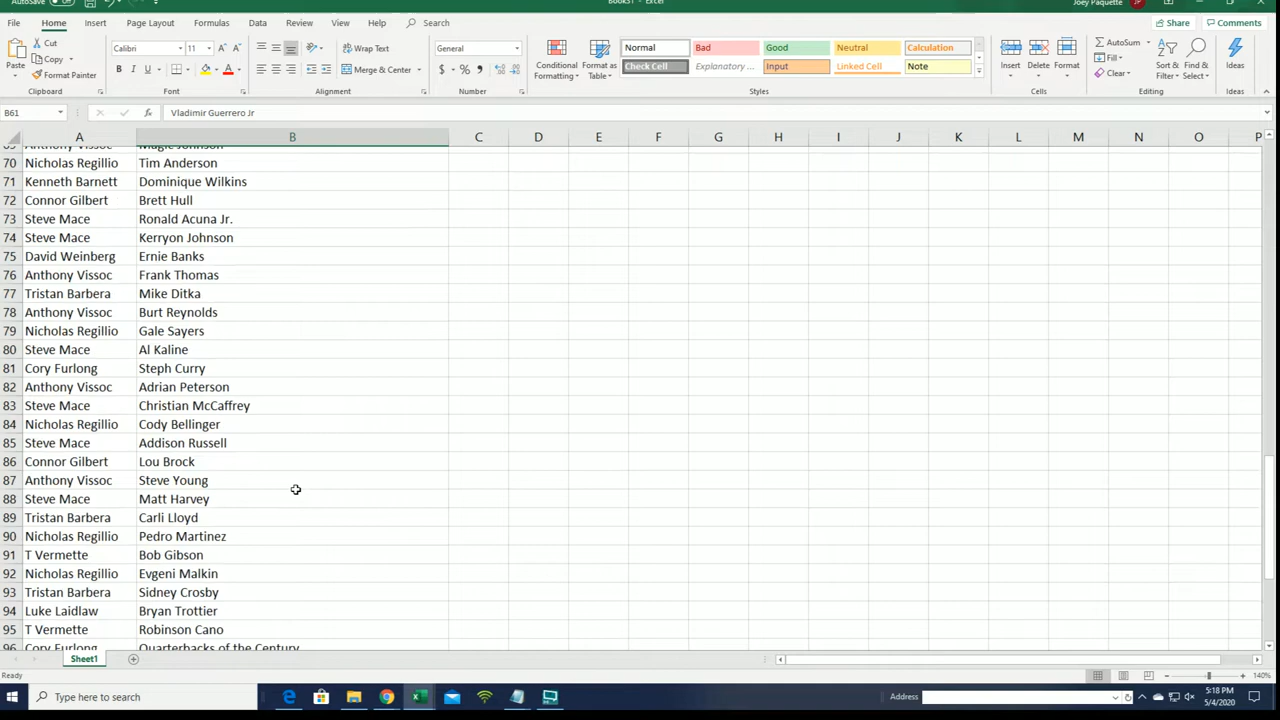 AutoSave Off Book31 - Excel Joey Paquette
File Home Insert Page Layout Formulas Data Review View Help Search Share Comments
Cut Calibri 11 Wrap Text General Normal Bad Good Neutral Calculation AutoSum
Copy Check Cell Explanatory ... Input Linked Cell Note Fill
Paste Format Painter Merge & Center Conditional Formatting Format as Table Insert Delete Format Clear Sort & Filter Find & Select Ideas
Clipboard Font Alignment Number Styles Cells Editing Ideas
B61 Vladimir Guerrero Jr
A B C D E F G H I J K L M N O P
69 Anthony Vissoc Magic Johnson
70 Nicholas Regillio Tim Anderson
71 Kenneth Barnett Dominique Wilkins
72 Connor Gilbert Brett Hull
73 Steve Mace Ronald Acuna Jr.
74 Steve Mace Kerryon Johnson
75 David Weinberg Ernie Banks
76 Anthony Vissoc Frank Thomas
77 Tristan Barbera Mike Ditka
78 Anthony Vissoc Burt Reynolds
79 Nicholas Regillio Gale Sayers
80 Steve Mace Al Kaline
81 Cory Furlong Steph Curry
82 Anthony Vissoc Adrian Peterson
83 Steve Mace Christian McCaffrey
84 Nicholas Regillio Cody Bellinger
85 Steve Mace Addison Russell
86 Connor Gilbert Lou Brock
87 Anthony Vissoc Steve Young
88 Steve Mace Matt Harvey
89 Tristan Barbera Carli Lloyd
90 Nicholas Regillio Pedro Martinez
91 T Vermette Bob Gibson
92 Nicholas Regillio Evgeni Malkin
93 Tristan Barbera Sidney Crosby
94 Luke Laidlaw Bryan Trottier
95 T Vermette Robinson Cano
96 Cory Furlong Quarterbacks of the Century
Sheet1
Ready 140%
Type here to search Address 5:18 PM
5/4/2020